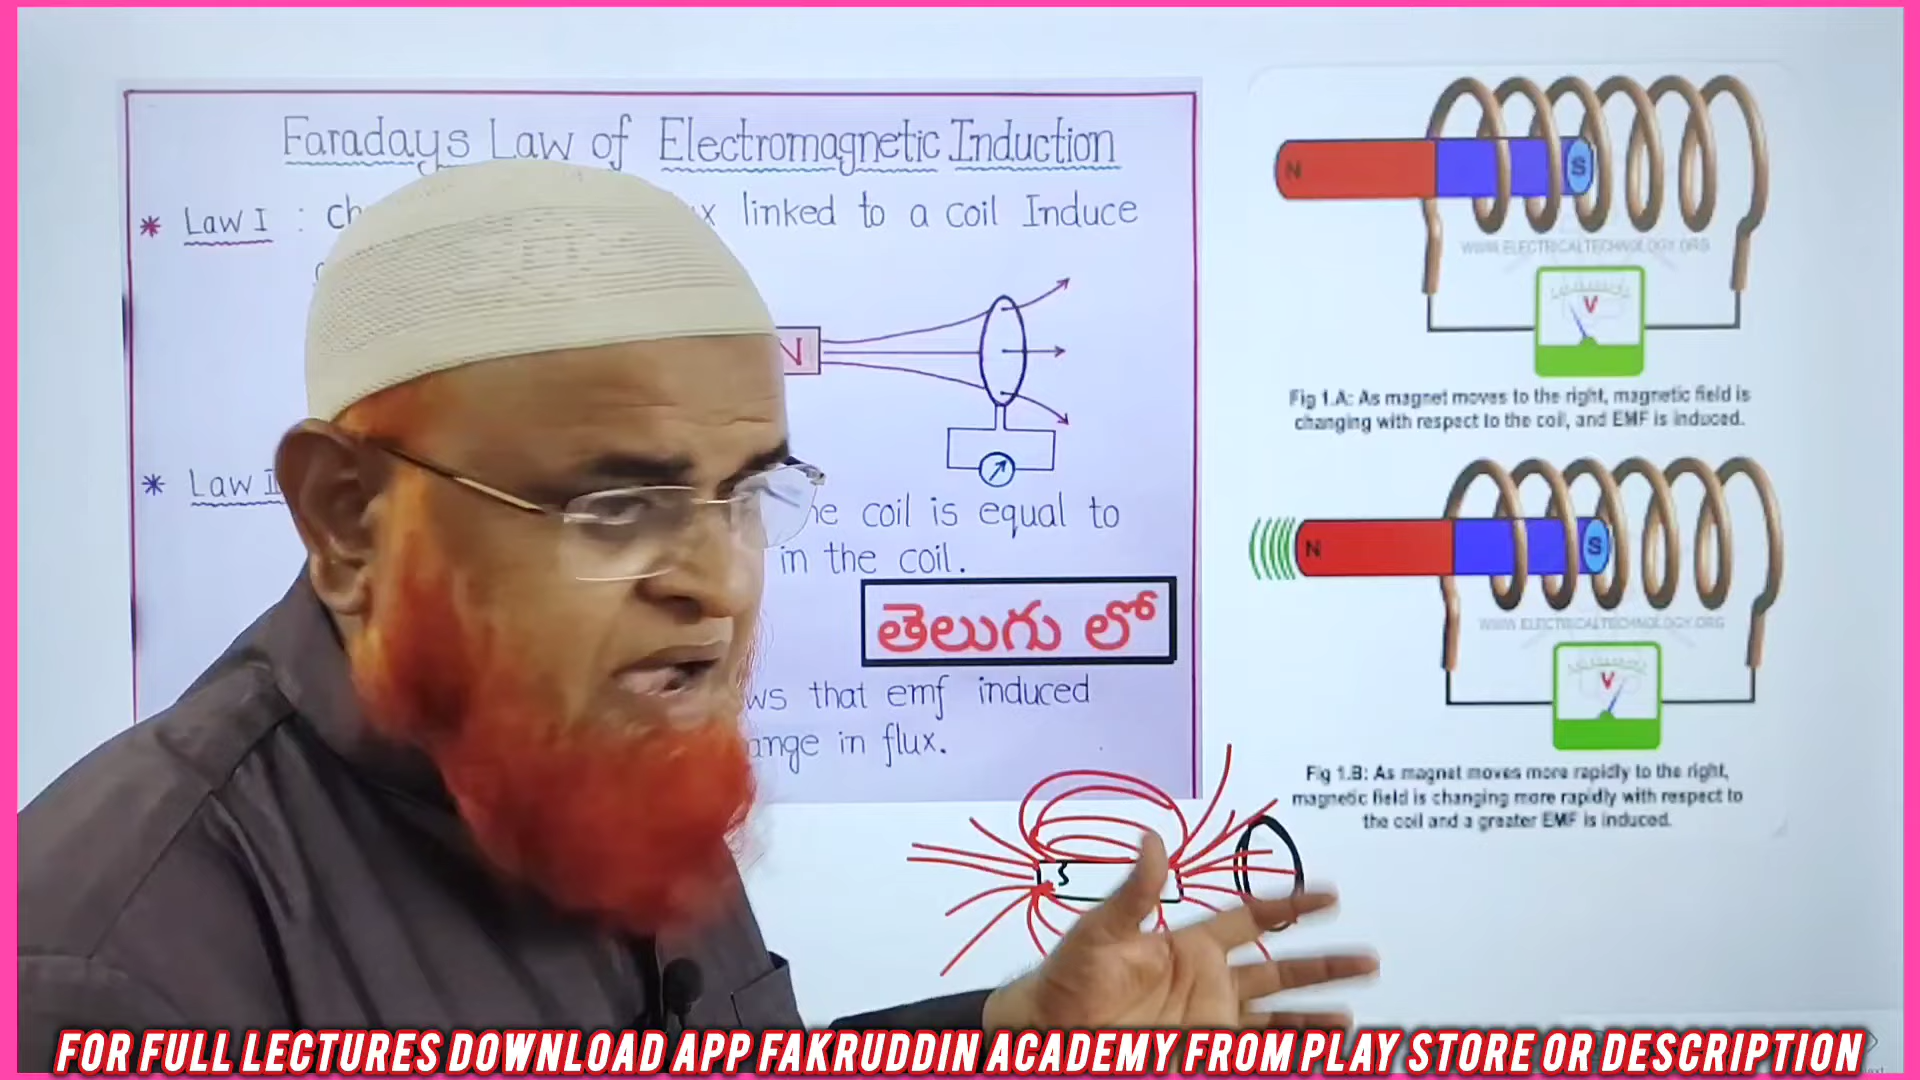 Faradays Law of Electromagnetic Induction
* Law I : ch x linked to a coil Induce
N
* Law II he coil is equal to
in the coil.
తెలుగు లో
ws that emf induced
ange in flux.
S
N S
WWW.ELECTRICALTECHNOLOGY.ORG
V
Fig 1.A: As magnet moves to the right, magnetic field is
changing with respect to the coil, and EMF is induced.
N S
WWW.ELECTRICALTECHNOLOGY.ORG
V
Fig 1.B: As magnet moves more rapidly to the right,
magnetic field is changing more rapidly with respect to
the coil and a greater EMF is induced.
FOR FULL LECTURES DOWNLOAD APP FAKRUDDIN ACADEMY FROM PLAY STORE OR DESCRIPTION